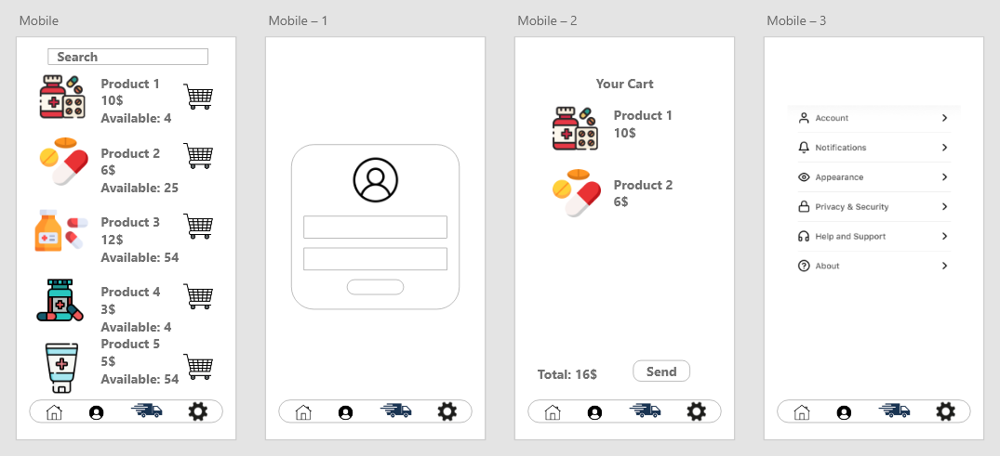 Mobile
Search
Product 1
10$
Available: 4
Product 2
6$
Available: 25
Product 3
12$
Available: 54
Product 4
3$
Available: 4
Product 5
5$
Available: 54
Mobile – 1
Mobile – 2
Your Cart
Product 1
10$
Product 2
6$
Total: 16$
Send
Mobile – 3
Account
Notifications
Appearance
Privacy & Security
Help and Support
About